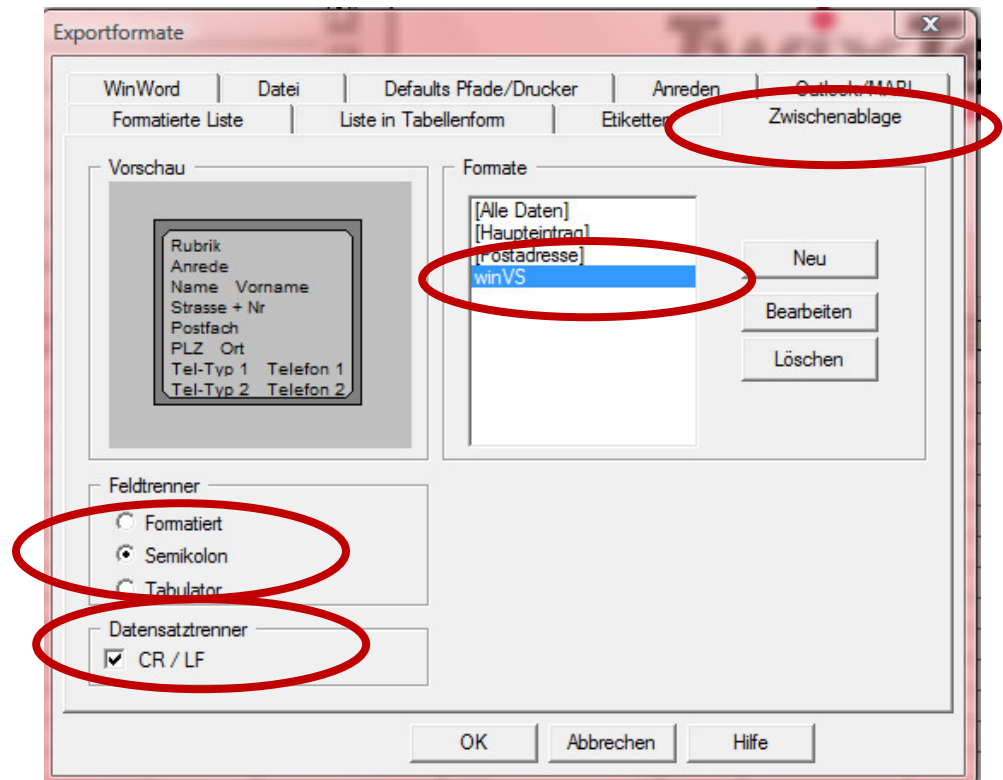 Exportformate
WinWord Datei Defaults Pfade/Drucker Anreden Outlook/MAPI
Formatierte Liste Liste in Tabellenform Etiketten Zwischenablage
Vorschau
Rubrik
Anrede
Name Vorname
Strasse + Nr
Postfach
PLZ Ort
Tel-Typ 1 Telefon 1
Tel-Typ 2 Telefon 2
Formate
[Alle Daten]
[Haupteintrag]
[Postadresse]
winVS
Neu
Bearbeiten
Löschen
Feldtrenner
Formatiert
Semikolon
Tabulator
Datensatztrenner
CR / LF
OK Abbrechen Hilfe